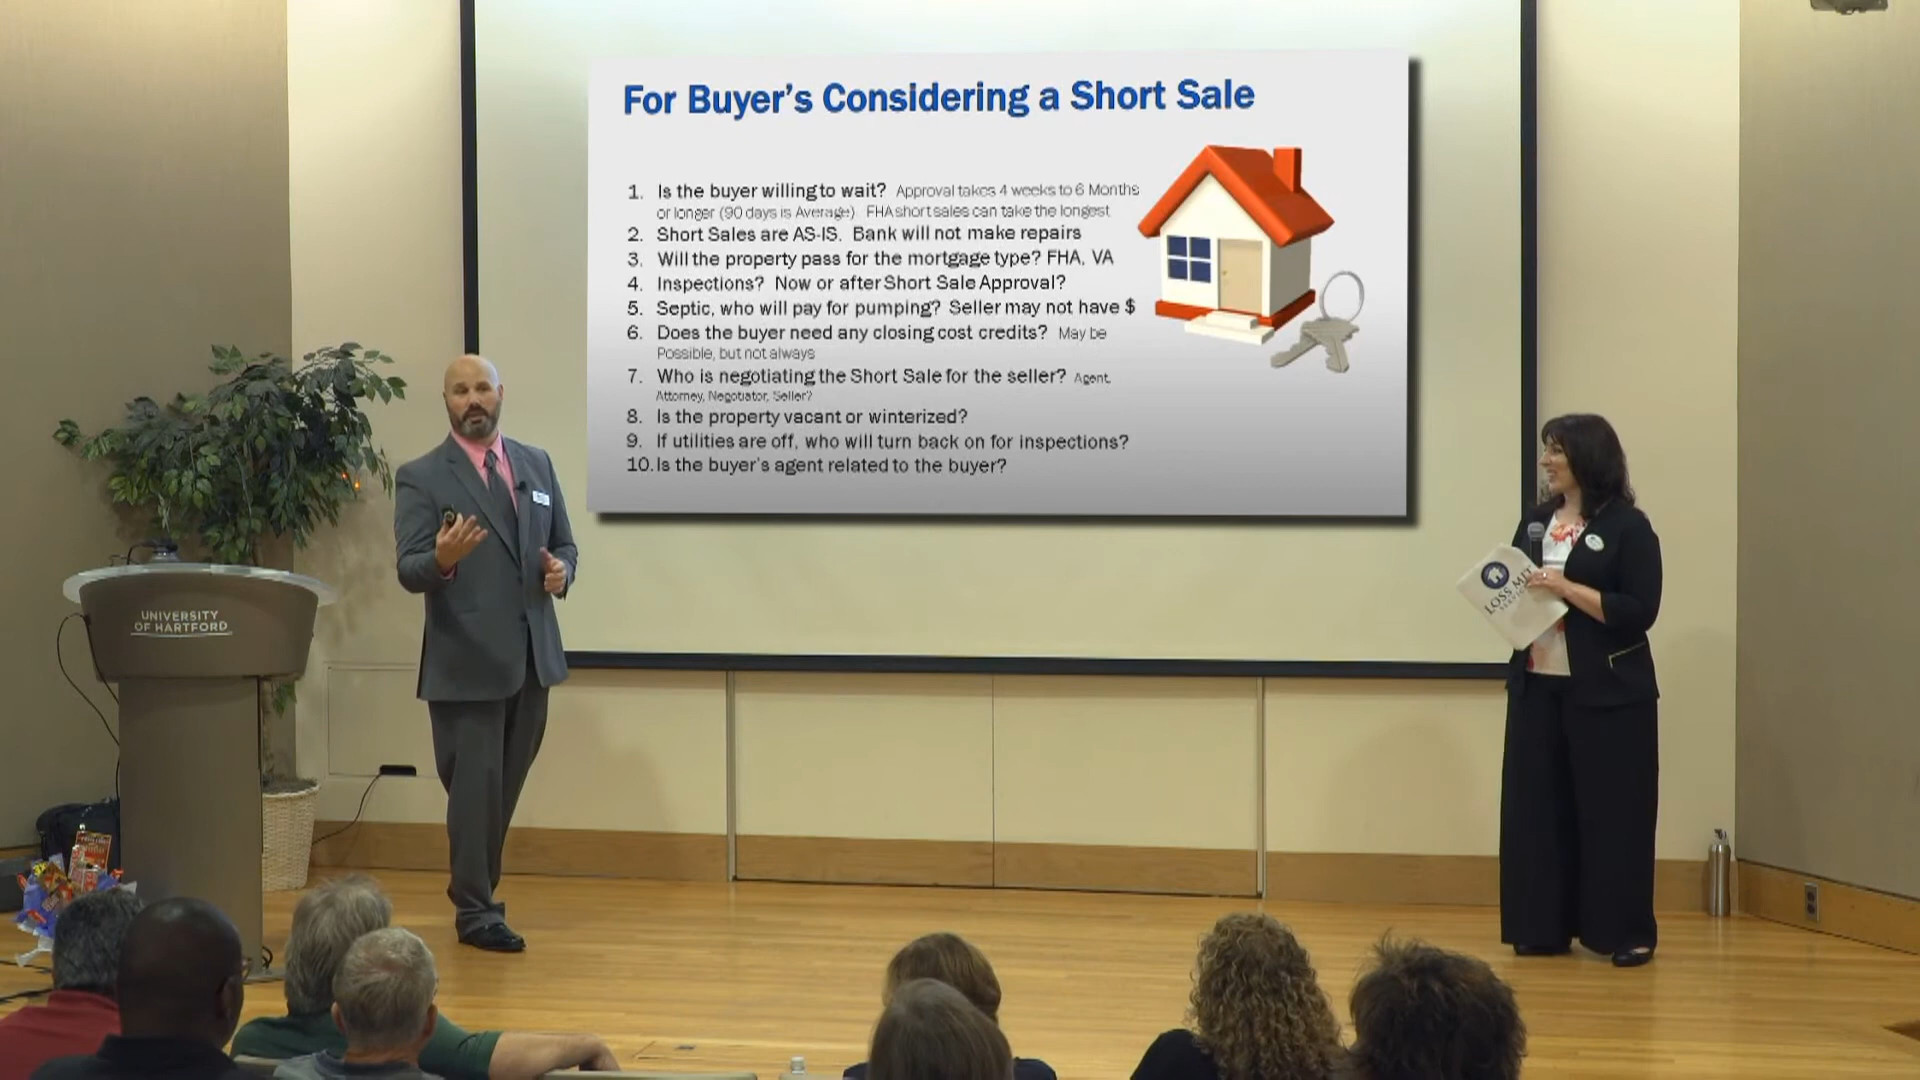 For Buyer's Considering a Short Sale
1. Is the buyer willing to wait? Approval takes 4 weeks to 6 Months
or longer (90 days is Average) FHA short sales can take the longest
2. Short Sales are AS-IS. Bank will not make repairs
3. Will the property pass for the mortgage type? FHA, VA
4. Inspections? Now or after Short Sale Approval?
5. Septic, who will pay for pumping? Seller may not have $
6. Does the buyer need any closing cost credits? May be
Possible, but not always
7. Who is negotiating the Short Sale for the seller? Agent,
Attorney, Negotiator, Seller?
8. Is the property vacant or winterized?
9. If utilities are off, who will turn back on for inspections?
10. Is the buyer's agent related to the buyer?
UNIVERSITY
OF HARTFORD
LOSS MIT